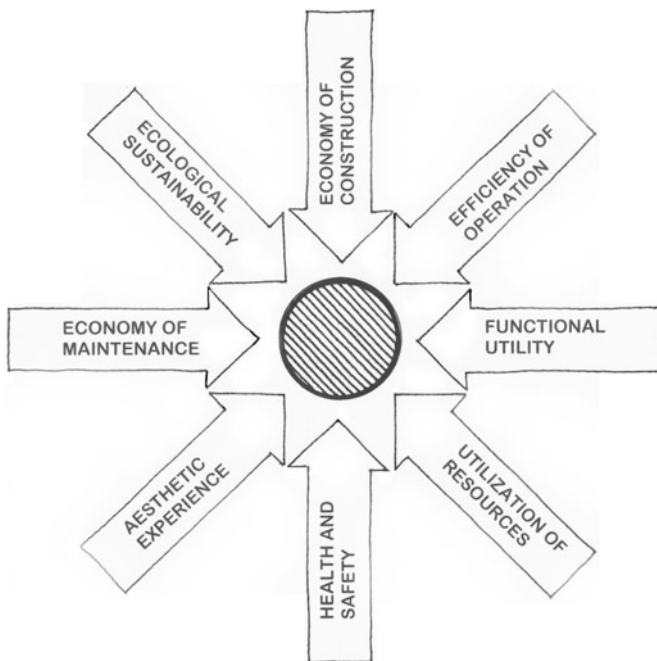 ECONOMY OF
CONSTRUCTION
EFFICIENCY OF
OPERATION
FUNCTIONAL
UTILITY
UTILIZATION OF
RESOURCES
HEALTH AND
SAFETY
AESTHETIC
EXPERIENCE
ECONOMY OF
MAINTENANCE
ECOLOGICAL
SUSTAINABILITY